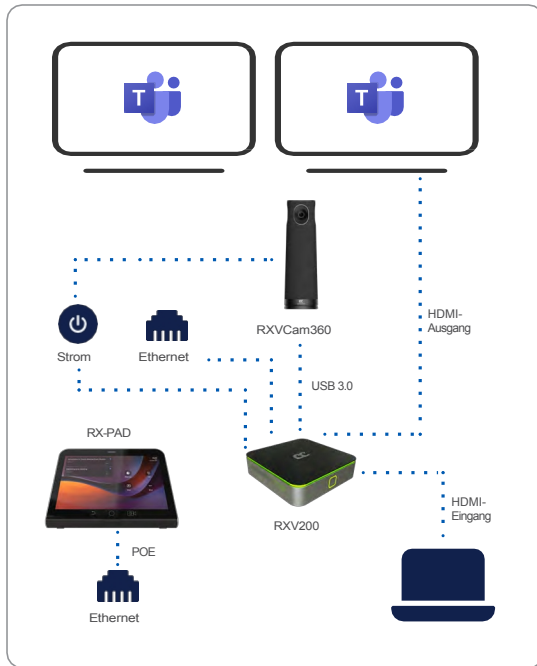 T
T
RXVCam360
HDMI-
Ausgang
Strom
Ethernet
USB 3.0
RX-PAD
RXV200
HDMI-
Eingang
POE
Ethernet